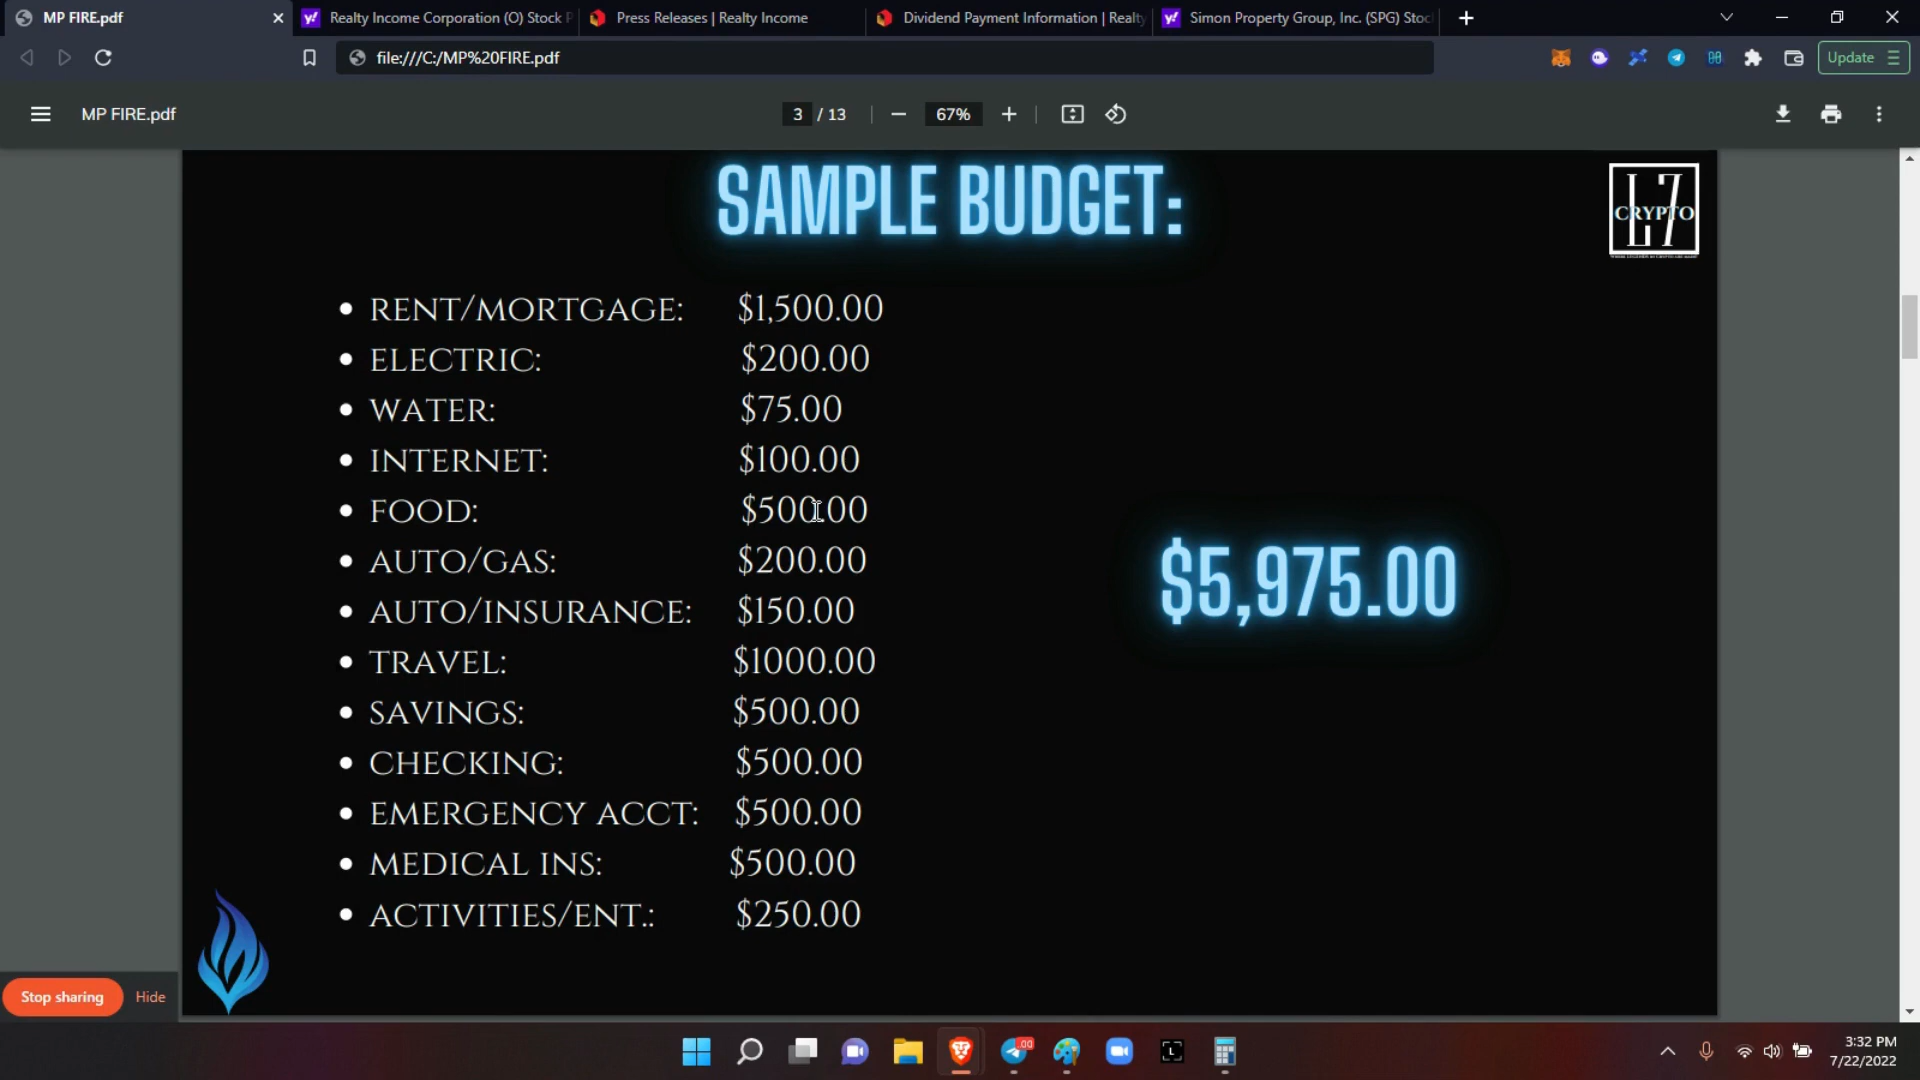 MP FIRE.pdf
Realty Income Corporation (O) Stock P
Press Releases | Realty Income
Dividend Payment Information | Realty
Simon Property Group, Inc. (SPG) Stoc
file:///C:/MP%20FIRE.pdf
Update
MP FIRE.pdf
3 / 13
67%
SAMPLE BUDGET:
L7
CRYPTO
RENT/MORTGAGE: $1,500.00
ELECTRIC: $200.00
WATER: $75.00
INTERNET: $100.00
FOOD: $500.00
AUTO/GAS: $200.00
AUTO/INSURANCE: $150.00
TRAVEL: $1000.00
SAVINGS: $500.00
CHECKING: $500.00
EMERGENCY ACCT: $500.00
MEDICAL INS: $500.00
ACTIVITIES/ENT.: $250.00
$5,975.00
Stop sharing
Hide
.00
L
3:32 PM
7/22/2022